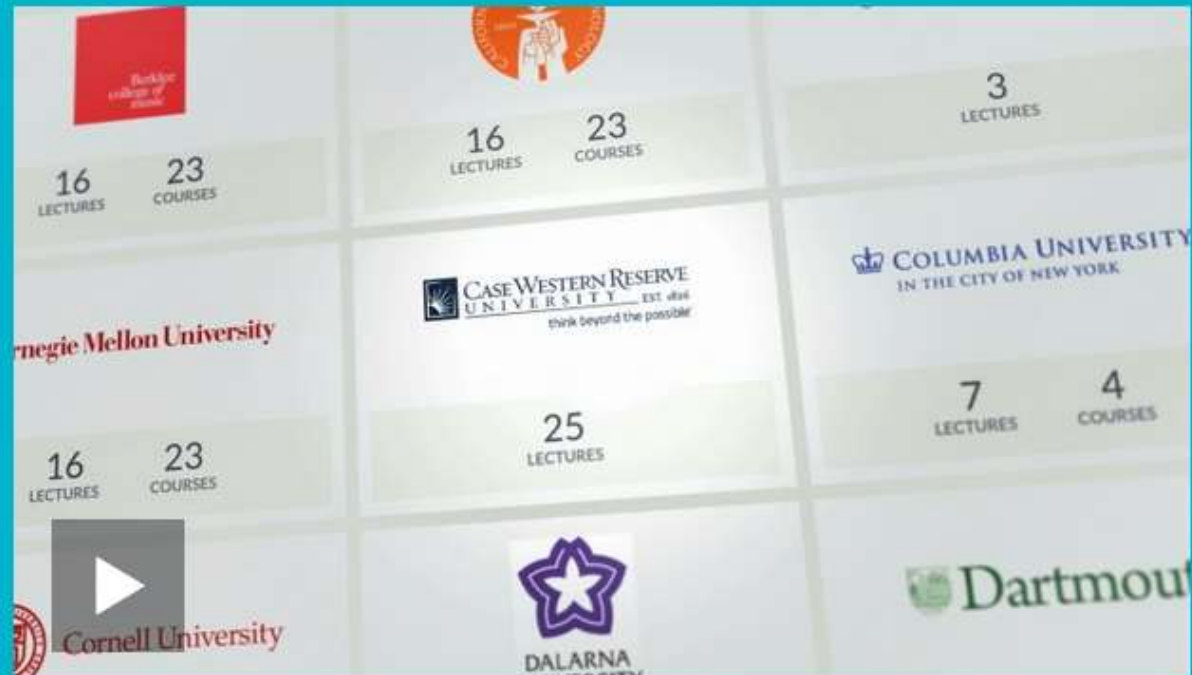 Berklee
college of
music
16
LECTURES
23
COURSES
16
LECTURES
23
COURSES
3
LECTURES
rnegie Mellon University
16
LECTURES
23
COURSES
CASE WESTERN RESERVE
UNIVERSITY EST 1826
think beyond the possible
25
LECTURES
COLUMBIA UNIVERSITY
IN THE CITY OF NEW YORK
7
LECTURES
4
COURSES
Cornell University
DALARNA
Dartmou